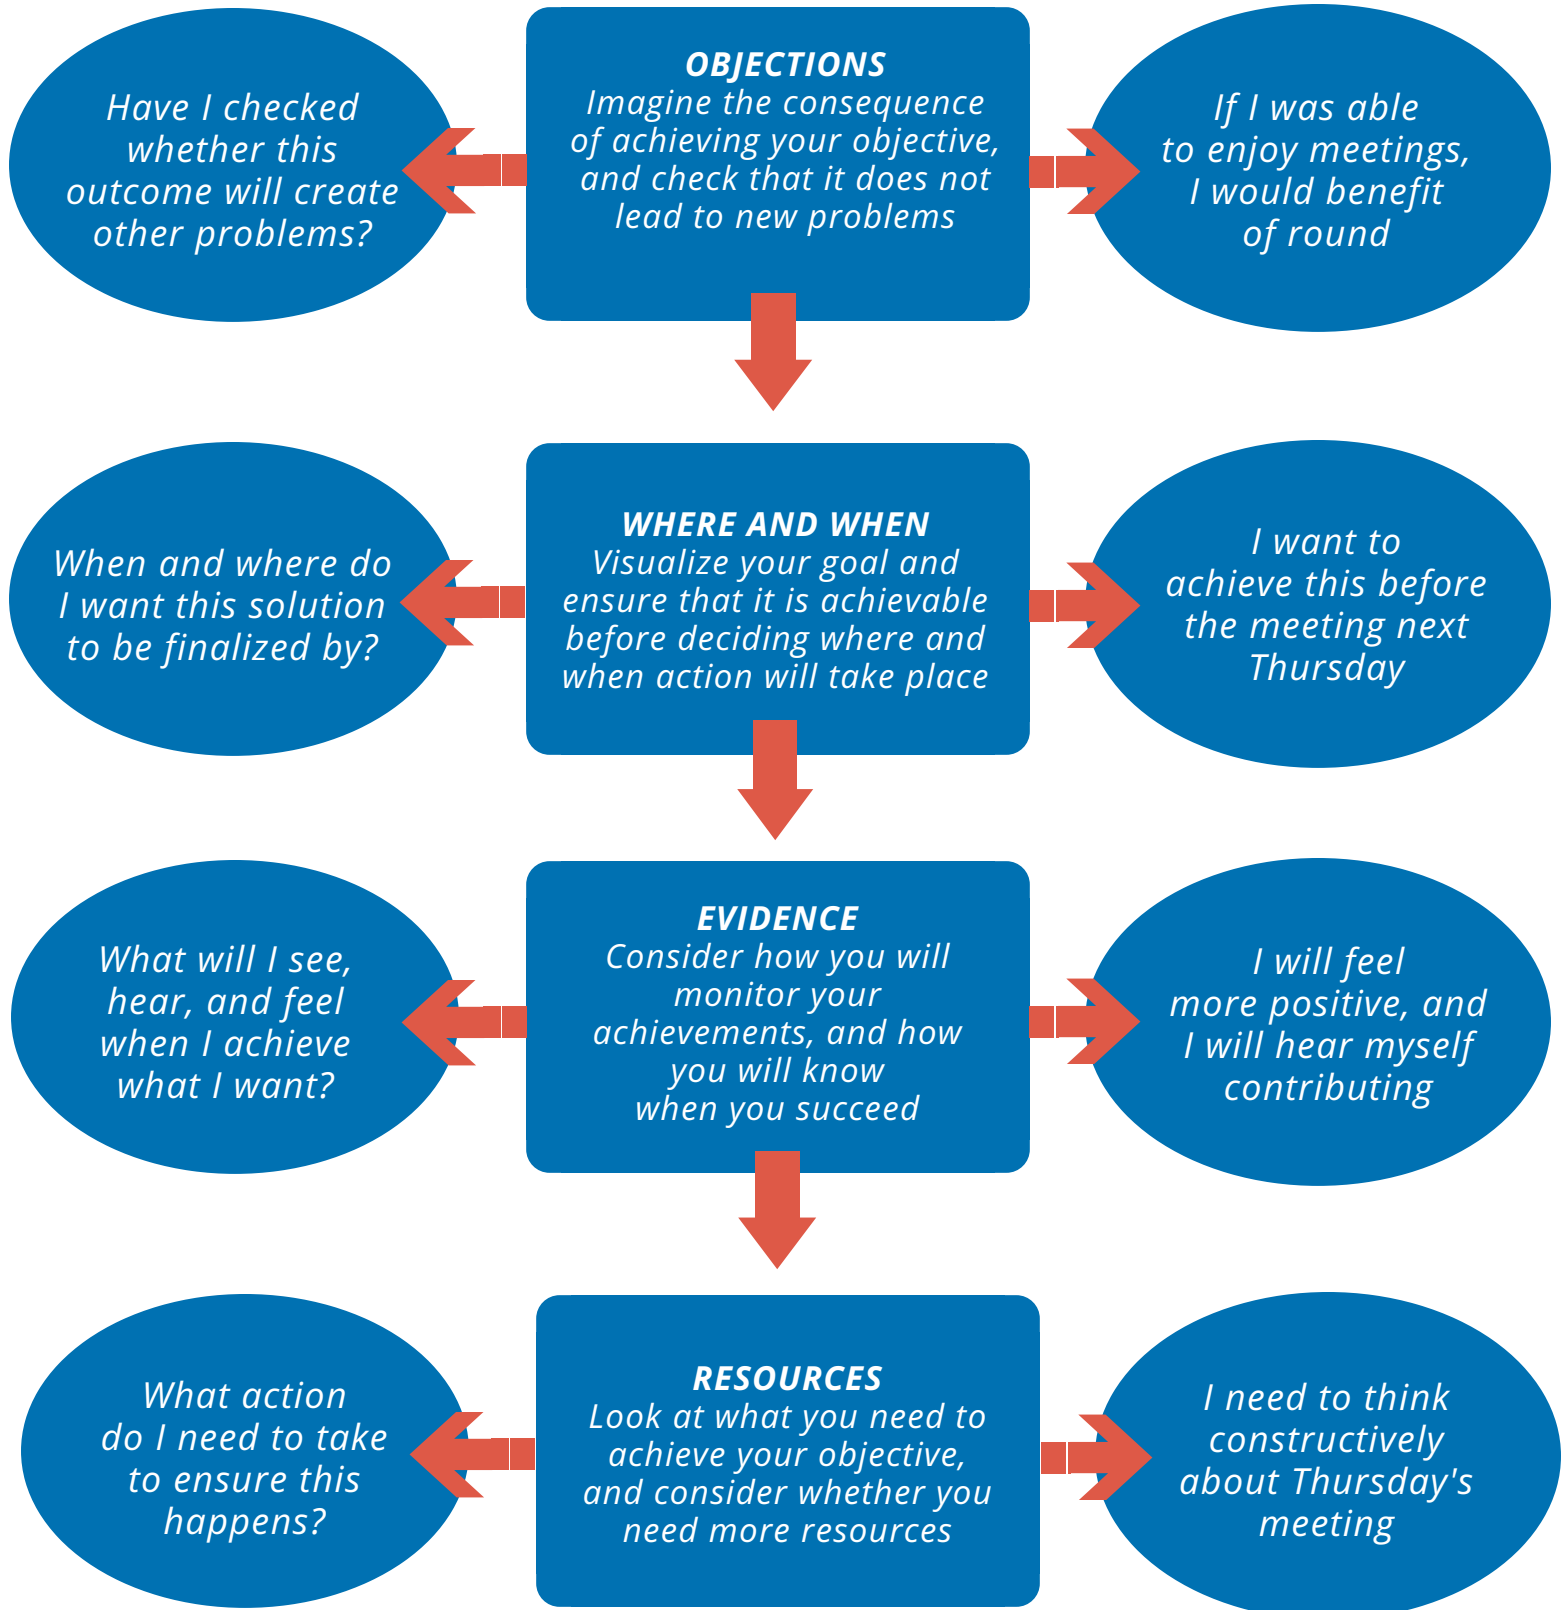 Have I checked
whether this
outcome will create
other problems?
OBJECTIONS
Imagine the consequence
of achieving your objective,
and check that it does not
lead to new problems
If I was able
to enjoy meetings,
I would benefit
of round
When and where do
I want this solution
to be finalized by?
WHERE AND WHEN
Visualize your goal and
ensure that it is achievable
before deciding where and
when action will take place
I want to
achieve this before
the meeting next
Thursday
What will I see,
hear, and feel
when I achieve
what I want?
EVIDENCE
Consider how you will
monitor your
achievements, and how
you will know
when you succeed
I will feel
more positive, and
I will hear myself
contributing
What action
do I need to take
to ensure this
happens?
RESOURCES
Look at what you need to
achieve your objective,
and consider whether you
need more resources
I need to think
constructively
about Thursday's
meeting